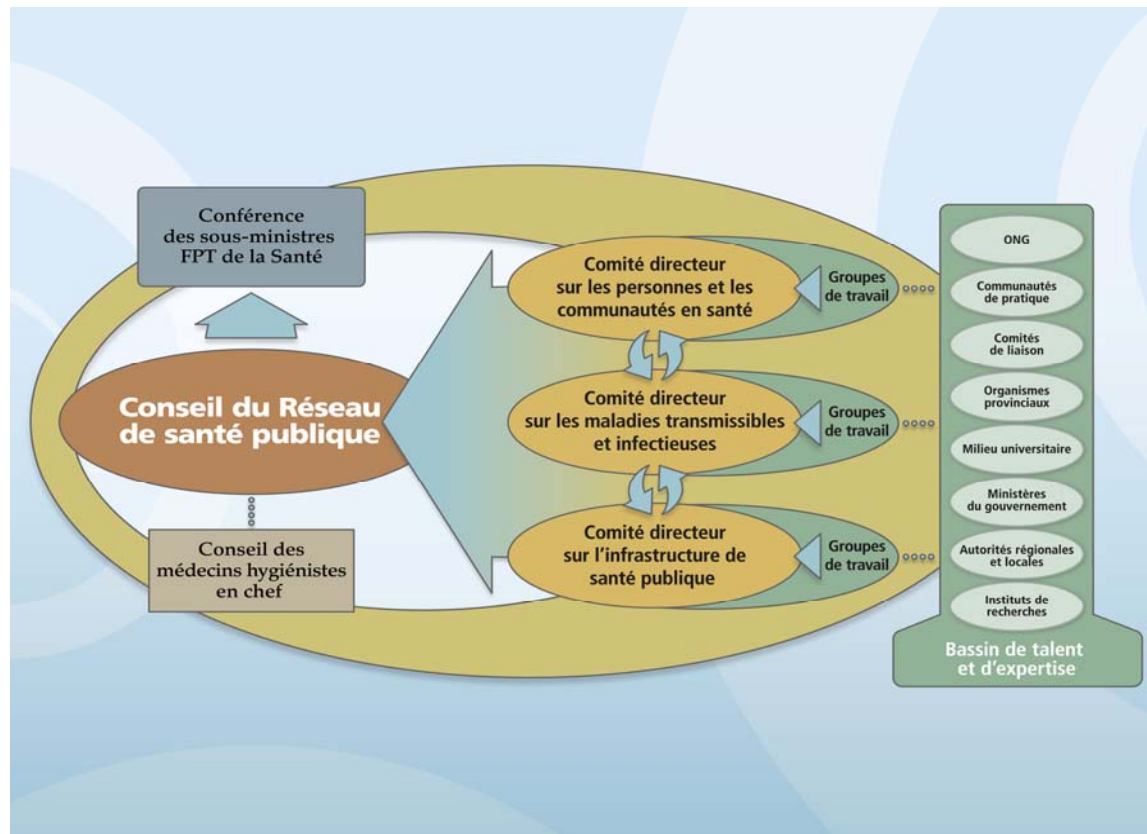 Conférence
des sous-ministres
FPT de la Santé
Conseil du Réseau
de santé publique
Conseil des
médecins hygiénistes
en chef
Comité directeur
sur les personnes et les
communautés en santé
Groupes
de travail
Comité directeur
sur les maladies transmissibles
et infectieuses
Groupes
de travail
Comité directeur
sur l'infrastructure de
santé publique
Groupes
de travail
ONG
Communautés
de pratique
Comités
de liaison
Organismes
provinciaux
Milieu universitaire
Ministères
du gouvernement
Autorités régionales
et locales
Instituts de
recherches
Bassin de talent
et d'expertise